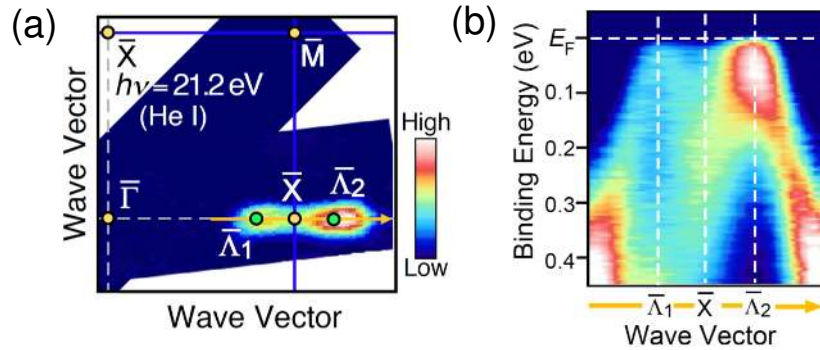 (a)
X̄
M̄
hν = 21.2 eV
(He I)
Γ̄
X̄
Λ̄2
Λ̄1
Wave Vector
Wave Vector
High
Low
(b)
EF
0.1
0.2
0.3
0.4
Binding Energy (eV)
Λ̄1 X̄ Λ̄2
Wave Vector